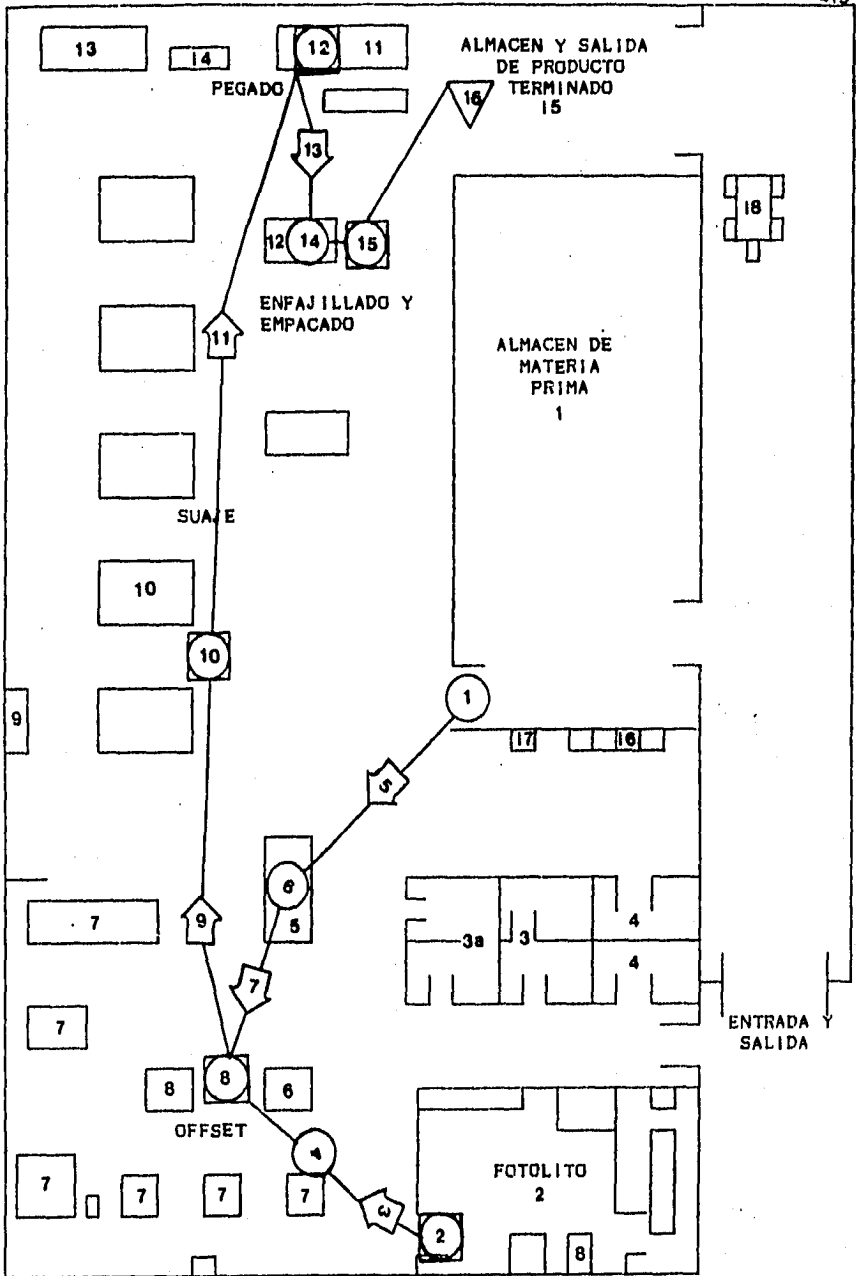 13
14
12
11
PEGADO
ALMACEN Y SALIDA
DE PRODUCTO
TERMINADO
15
16
13
12
14
15
18
ENFAJILLADO Y
EMPACADO
11
ALMACEN DE
MATERIA
PRIMA
1
SUAJE
10
10
9
1
17
16
5
6
5
7
9
3a
3
4
4
7
7
ENTRADA Y
SALIDA
8
8
6
OFFSET
4
7
7
7
7
3
2
FOTOLITO
2
8